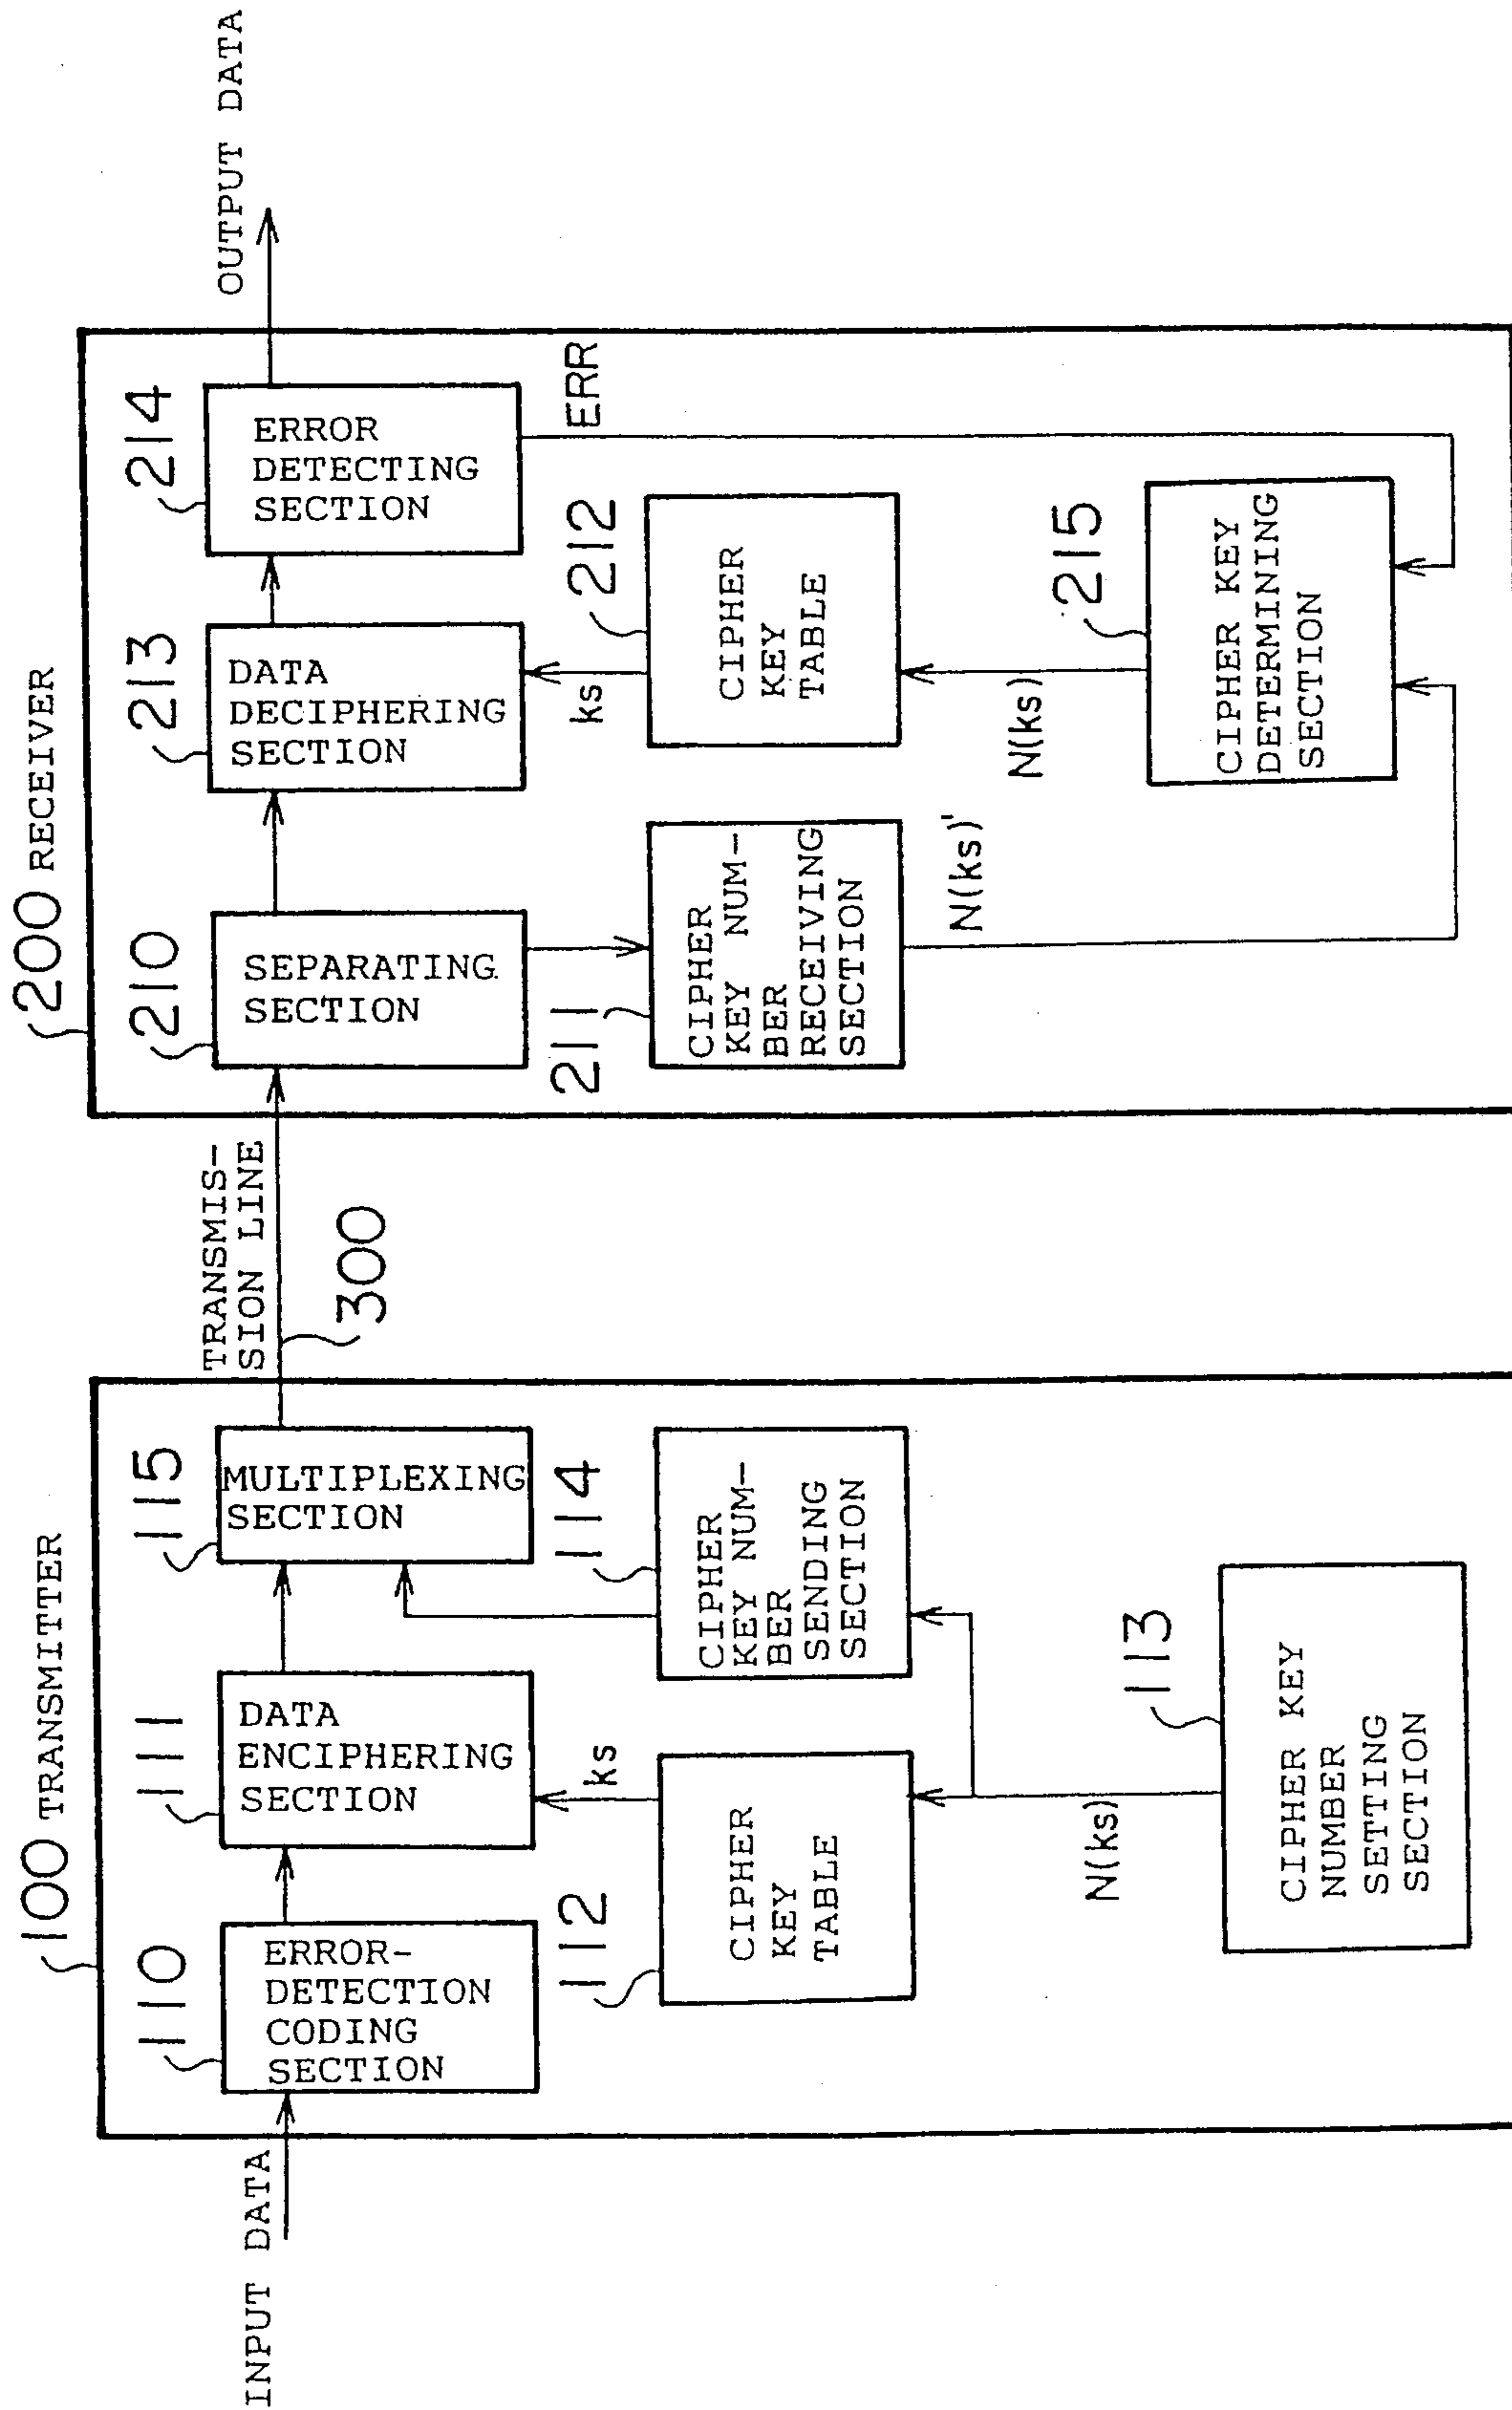 100 TRANSMITTER
INPUT DATA
110
ERROR-
DETECTION
CODING
SECTION
111
DATA
ENCIPHERING
SECTION
115
MULTIPLEXING
SECTION
ks
112
CIPHER
KEY
TABLE
114
CIPHER
KEY NUM-
BER
SENDING
SECTION
N(ks)
113
CIPHER KEY
NUMBER
SETTING
SECTION
TRANSMIS-
SION LINE
300
200 RECEIVER
210
SEPARATING
SECTION
213
DATA
DECIPHERING
SECTION
214
ERROR
DETECTING
SECTION
OUTPUT DATA
211
CIPHER
KEY NUM-
BER
RECEIVING
SECTION
ks
212
CIPHER
KEY
TABLE
ERR
N(ks)'
N(ks)
215
CIPHER KEY
DETERMINING
SECTION